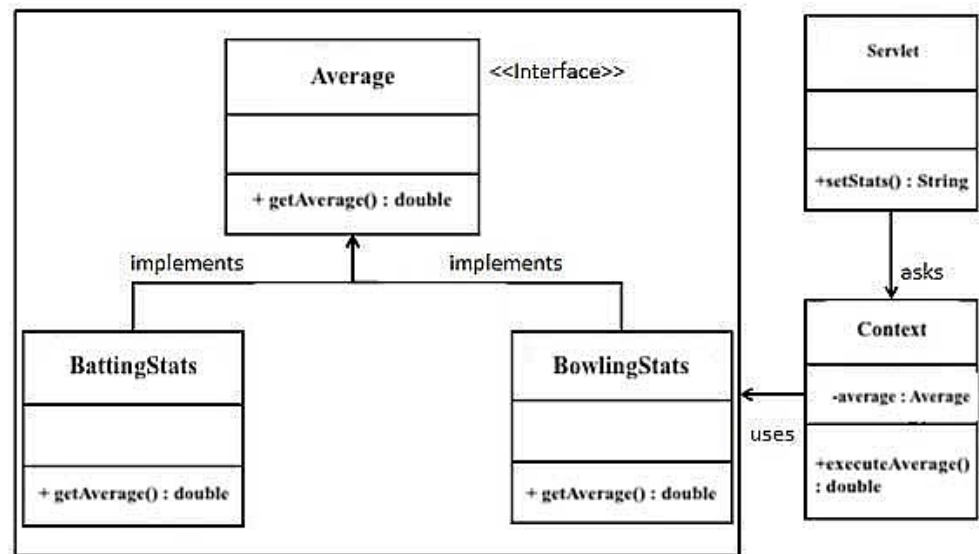 Average
<<Interface>>
+ getAverage() : double
implements
implements
BattingStats
+ getAverage() : double
BowlingStats
+ getAverage() : double
Servlet
+setStats() : String
asks
Context
-average : Average
+executeAverage()
: double
uses